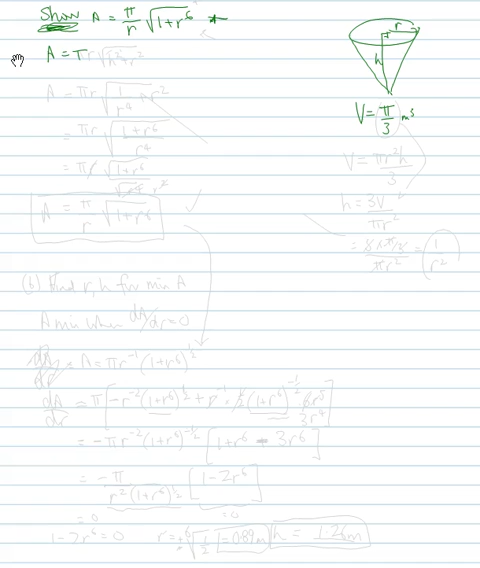 Show A = π/r √(1+r⁶) *
A = πr√(h²+r²)
A = πr√(1/r⁴ + r²)
= πr√((1+r⁶)/r⁴)
= πr √(1+r⁶)/r²
A = π/r √(1+r⁶)
r
h
V = π/3 m³
V = πr²h/3
h = 3V/πr²
= 1/r²
(b) Find r, h for min A
A min when dA/dr = 0
A = πr⁻¹(1+r⁶)^½
dA/dr = π[-r⁻²(1+r⁶)^½ + r⁻¹ · ½(1+r⁶)^-½ 6r⁵]
3r⁴
= -πr⁻²(1+r⁶)^-½ [1+r⁶ - 3r⁶]
= -π/(r²(1+r⁶)^½) [1-2r⁶]
= 0 = 0
1-2r⁶ = 0 r = ⁶√(1/2) = 0.89m h = 1.26m